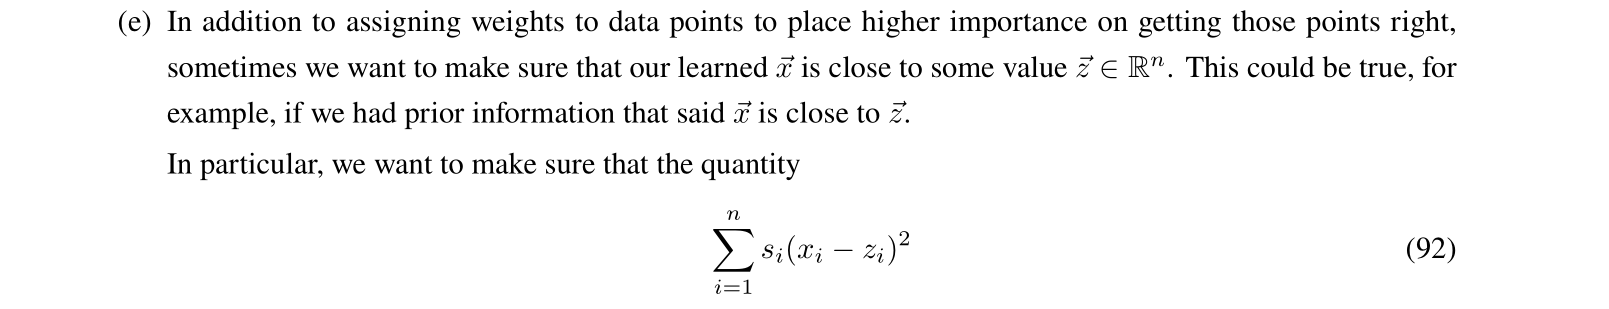 (e) In addition to assigning weights to data points to place higher importance on getting those points right,
sometimes we want to make sure that our learned $\vec{x}$ is close to some value $\vec{z} \in \mathbb{R}^n$. This could be true, for
example, if we had prior information that said $\vec{x}$ is close to $\vec{z}$.
In particular, we want to make sure that the quantity
$$\sum_{i=1}^{n} s_i(x_i - z_i)^2$$ (92)